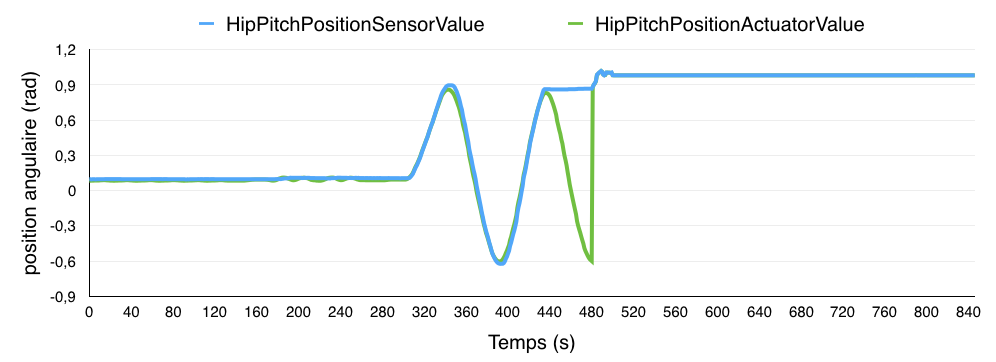 HipPitchPositionSensorValue HipPitchPositionActuatorValue
position angulaire (rad)
1,2
0,9
0,6
0,3
0
-0,3
-0,6
-0,9
0 40 80 120 160 200 240 280 320 360 400 440 480 520 560 600 640 680 720 760 800 840
Temps (s)